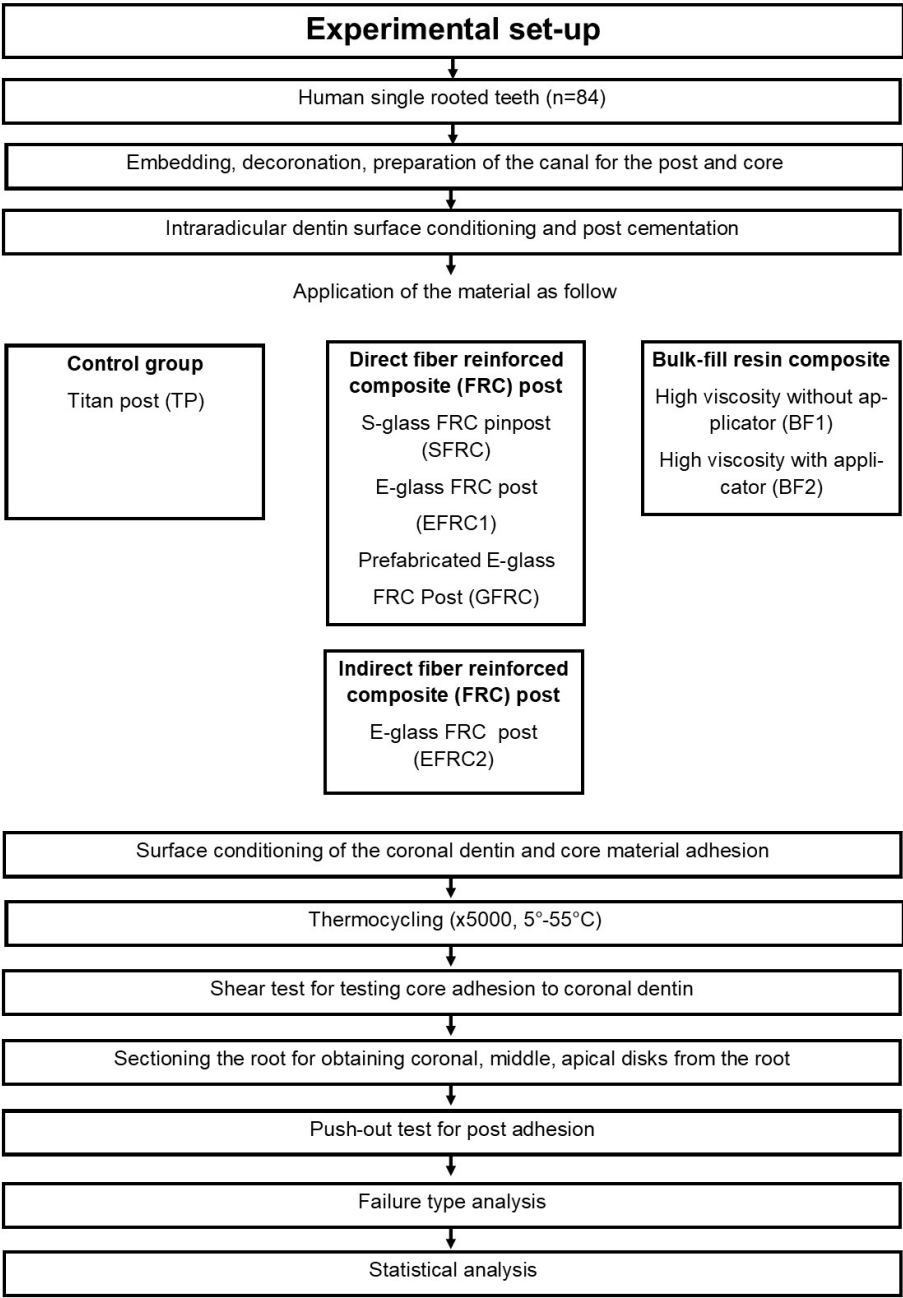 Experimental set-up
Human single rooted teeth (n=84)
Embedding, decoronation, preparation of the canal for the post and core
Intraradicular dentin surface conditioning and post cementation
Application of the material as follow
Control group
Titan post (TP)
Direct fiber reinforced
composite (FRC) post
S-glass FRC pinpost
(SFRC)
E-glass FRC post
(EFRC1)
Prefabricated E-glass
FRC Post (GFRC)
Bulk-fill resin composite
High viscosity without ap-
plicator (BF1)
High viscosity with appli-
cator (BF2)
Indirect fiber reinforced
composite (FRC) post
E-glass FRC post
(EFRC2)
Surface conditioning of the coronal dentin and core material adhesion
Thermocycling (x5000, 5°-55°C)
Shear test for testing core adhesion to coronal dentin
Sectioning the root for obtaining coronal, middle, apical disks from the root
Push-out test for post adhesion
Failure type analysis
Statistical analysis